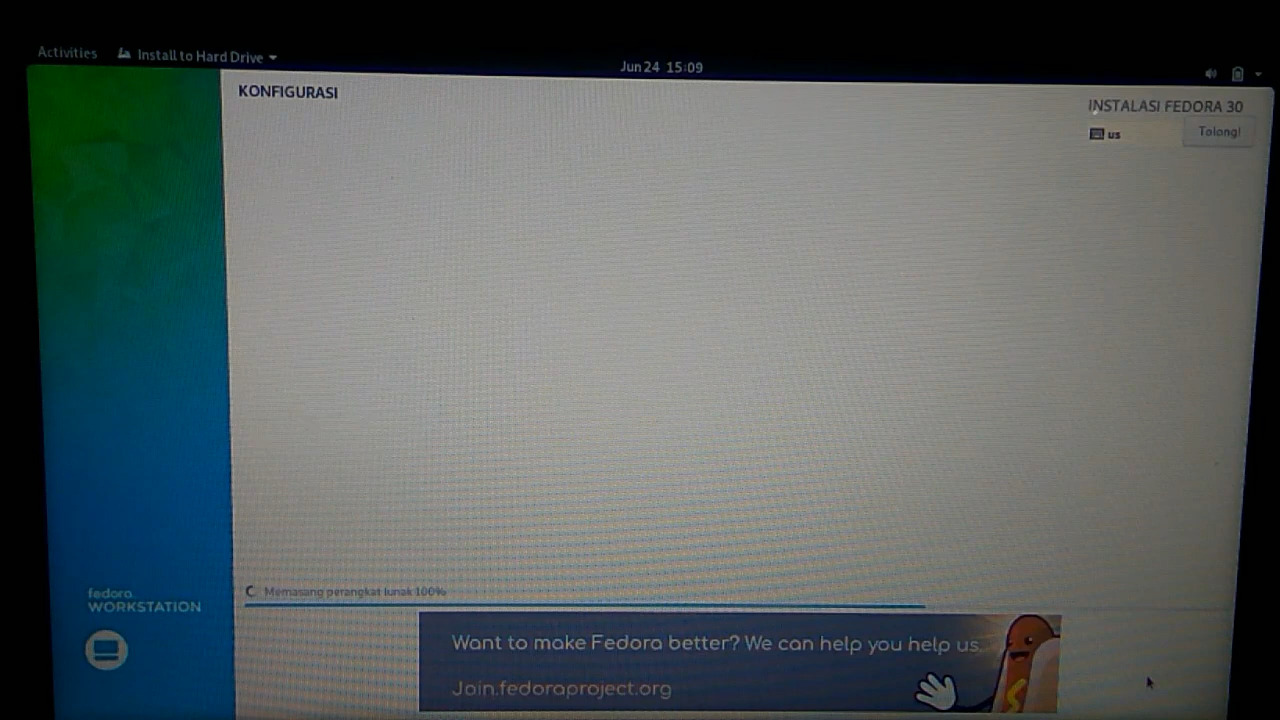 Activities Install to Hard Drive Jun 24 15:09
KONFIGURASI
INSTALASI FEDORA 30
us Tolong!
Memasang perangkat lunak 100%
fedora
WORKSTATION
Want to make Fedora better? We can help you help us.
Join.fedoraproject.org